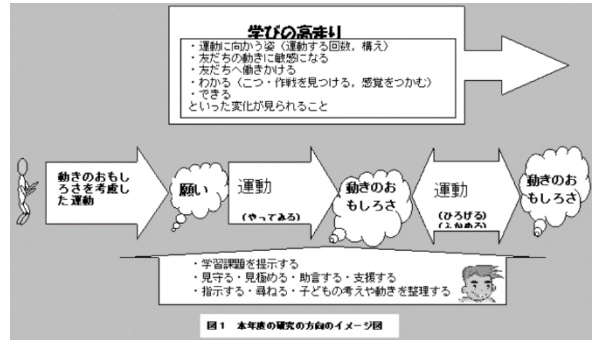 学びの高まり
・運動に向かう姿（運動する回数，構え）
・友だちの動きに敏感になる
・友だちへ働きかける
・わかる（こつ・作戦を見つける，感覚をつかむ）
・できる
といった変化が見られること
動きのおもし
ろさを考慮し
た運動
願い
運動
（やってみる）
動きのお
もしろさ
運動
（ひろげる）
（ふかめる）
動きのお
もしろさ
・学習課題を提示する
・見守る・見極める・助言する・支援する
・指示する・尋ねる・子どもの考えや動きを整理する
図１　本年度の研究の方向のイメージ図